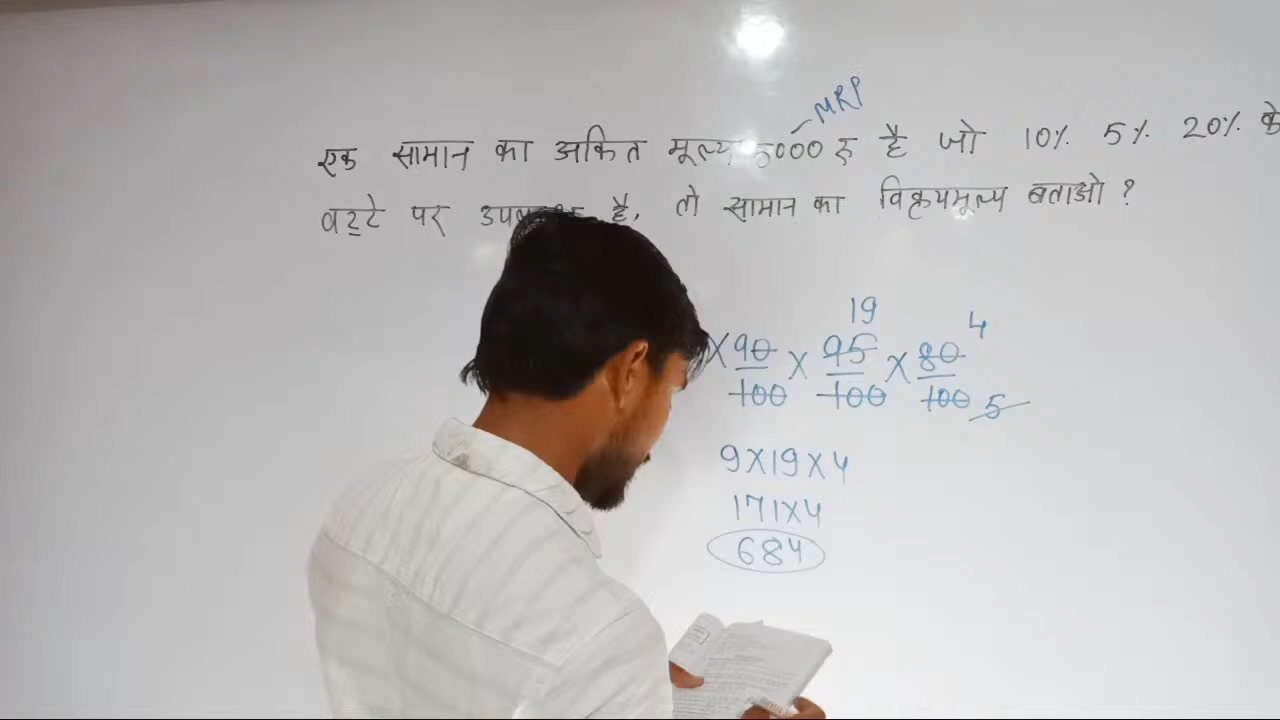 MRP
एक सामान का अंकित मूल्य 5000 रु है जो 10% 5% 20% के
बट्टे पर है, तो सामान का विक्रयमूल्य बताओ ?
19 4
× 90/100 × 95/100 × 80/100 5
9×19×4
171×4
684